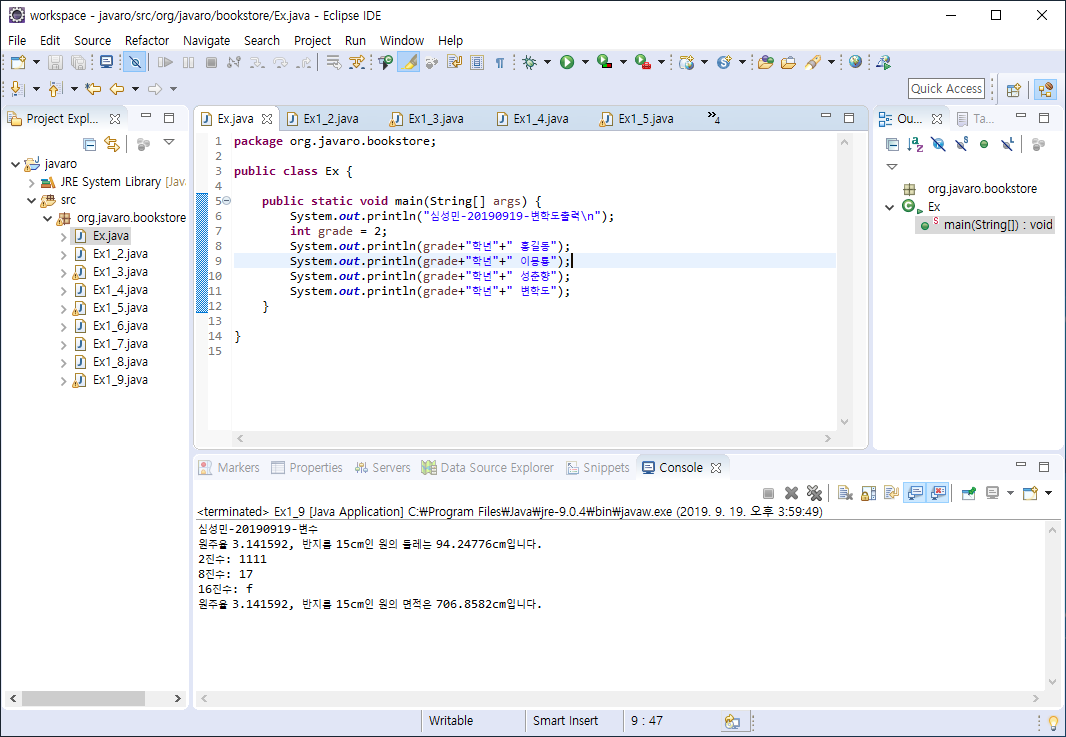 workspace - javaro/src/org/javaro/bookstore/Ex.java - Eclipse IDE
File Edit Source Refactor Navigate Search Project Run Window Help
Quick Access
Project Expl...
javaro
JRE System Library [Jav
src
org.javaro.bookstore
Ex.java
Ex1_2.java
Ex1_3.java
Ex1_4.java
Ex1_5.java
Ex1_6.java
Ex1_7.java
Ex1_8.java
Ex1_9.java
Ex.java Ex1_2.java Ex1_3.java Ex1_4.java Ex1_5.java »4
1 package org.javaro.bookstore;
2
3 public class Ex {
4
5 public static void main(String[] args) {
6 System.out.println("심성민-20190919-변학도출력\n");
7 int grade = 2;
8 System.out.println(grade+"학년"+" 홍길동");
9 System.out.println(grade+"학년"+" 이몽룡");
10 System.out.println(grade+"학년"+" 성춘향");
11 System.out.println(grade+"학년"+" 변학도");
12 }
13
14 }
15
Ou... Ta...
org.javaro.bookstore
Ex
main(String[]) : void
Markers Properties Servers Data Source Explorer Snippets Console
<terminated> Ex1_9 [Java Application] C:₩Program Files₩Java₩jre-9.0.4₩bin₩javaw.exe (2019. 9. 19. 오후 3:59:49)
심성민-20190919-변수
원주율 3.141592, 반지름 15cm인 원의 둘레는 94.24776cm입니다.
2진수: 1111
8진수: 17
16진수: f
원주율 3.141592, 반지름 15cm인 원의 면적은 706.8582cm입니다.
Writable Smart Insert 9 : 47